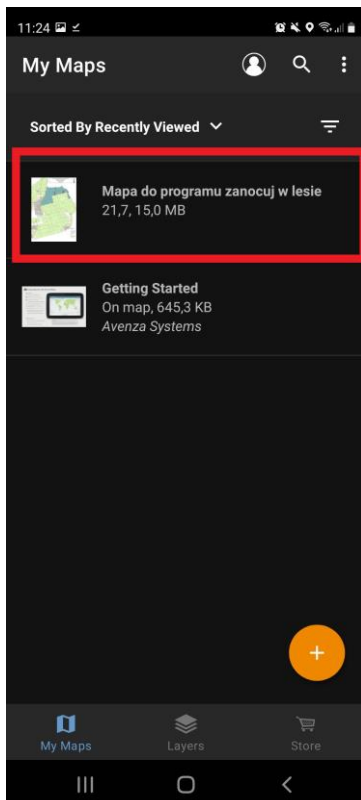 11:24
My Maps
Sorted By Recently Viewed
Mapa do programu zanocuj w lesie
21,7, 15,0 MB
Getting Started
On map, 645,3 KB
Avenza Systems
My Maps
Layers
Store